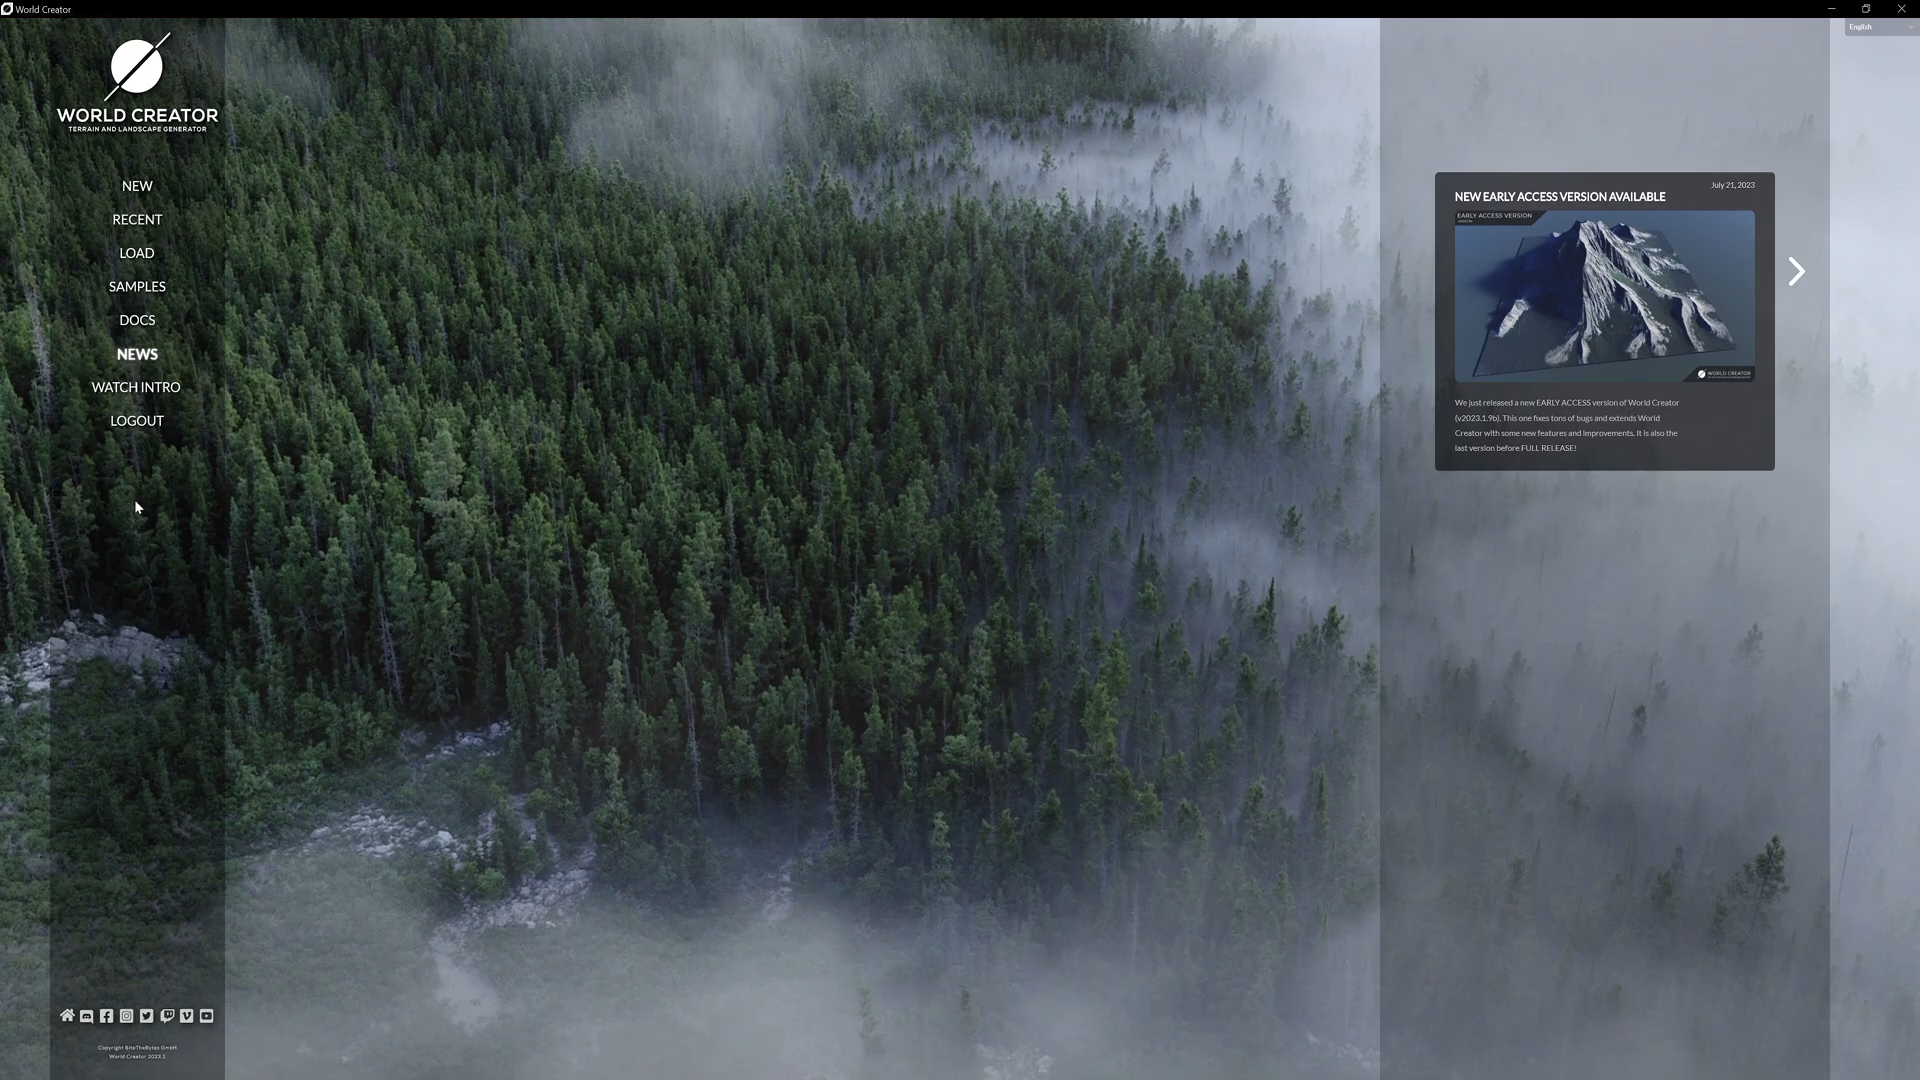 World Creator
English
WORLD CREATOR
TERRAIN AND LANDSCAPE GENERATOR
NEW
RECENT
LOAD
SAMPLES
DOCS
NEWS
WATCH INTRO
LOGOUT
July 21, 2023
NEW EARLY ACCESS VERSION AVAILABLE
EARLY ACCESS VERSION
WORLD CREATOR
We just released a new EARLY ACCESS version of World Creator
(v2023.1.9b). This one fixes tons of bugs and extends World
Creator with some new features and improvements. It is also the
last version before FULL RELEASE!
Copyright BiteTheBytes GmbH
World Creator 2023.1